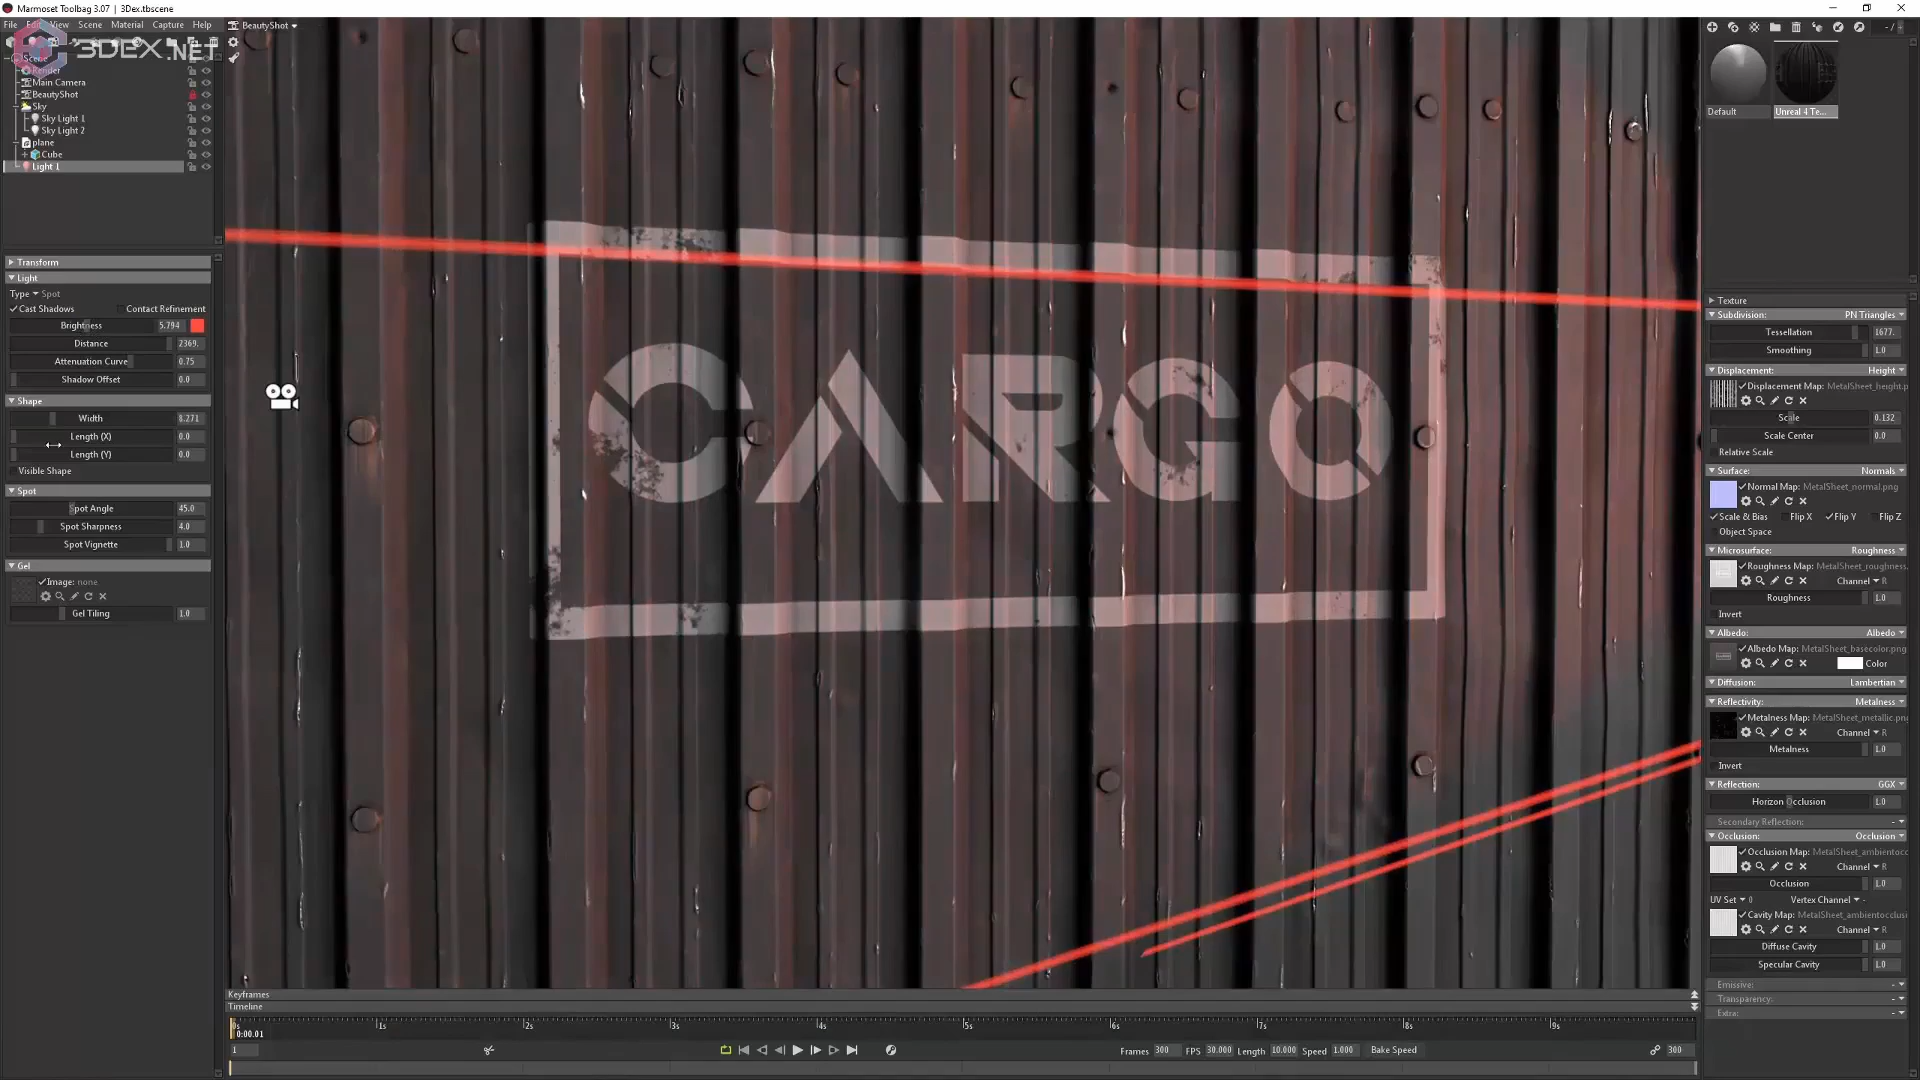 Marmoset Toolbag 3.07 | 3Dex.tbscene
File Edit View Scene Material Capture Help
3DEX.NET
Scene
Render
Main Camera
BeautyShot
Sky
Sky Light 1
Sky Light 2
plane
Cube
Light 1
Transform
Light
Type Spot
Cast Shadows Contact Refinement
Brightness 5.794
Distance 2369.
Attenuation Curve 0.75
Shadow Offset 0.0
Shape
Width 8.271
Length (X) 0.0
Length (Y) 0.0
Visible Shape
Spot
Spot Angle 45.0
Spot Sharpness 4.0
Spot Vignette 1.0
Gel
Image: none
Gel Tiling 1.0
BeautyShot
CARGO
Keyframes
Timeline
0s 1s 2s 3s 4s 5s 6s 7s 8s 9s
0:00.01
1
Frames 300 FPS 30.000 Length 10.000 Speed 1.000 Bake Speed 300
Default Unreal 4 Te...
Texture
Subdivision: PN Triangles
Tessellation 1677.
Smoothing 1.0
Displacement: Height
Displacement Map: MetalSheet_height.p
Scale 0.132
Scale Center 0.0
Relative Scale
Surface: Normals
Normal Map: MetalSheet_normal.png
Scale & Bias Flip X Flip Y Flip Z
Object Space
Microsurface: Roughness
Roughness Map: MetalSheet_roughness.
Channel R
Roughness 1.0
Invert
Albedo: Albedo
Albedo Map: MetalSheet_basecolor.png
Color
Diffusion: Lambertian
Reflectivity: Metalness
Metalness Map: MetalSheet_metallic.png
Channel R
Metalness 1.0
Invert
Reflection: GGX
Horizon Occlusion 1.0
Secondary Reflection: -
Occlusion: Occlusion
Occlusion Map: MetalSheet_ambientocc
Channel R
Occlusion 1.0
UV Set 0 Vertex Channel -
Cavity Map: MetalSheet_ambientocclusi
Channel R
Diffuse Cavity 1.0
Specular Cavity 1.0
Emissive: -
Transparency: -
Extra: -